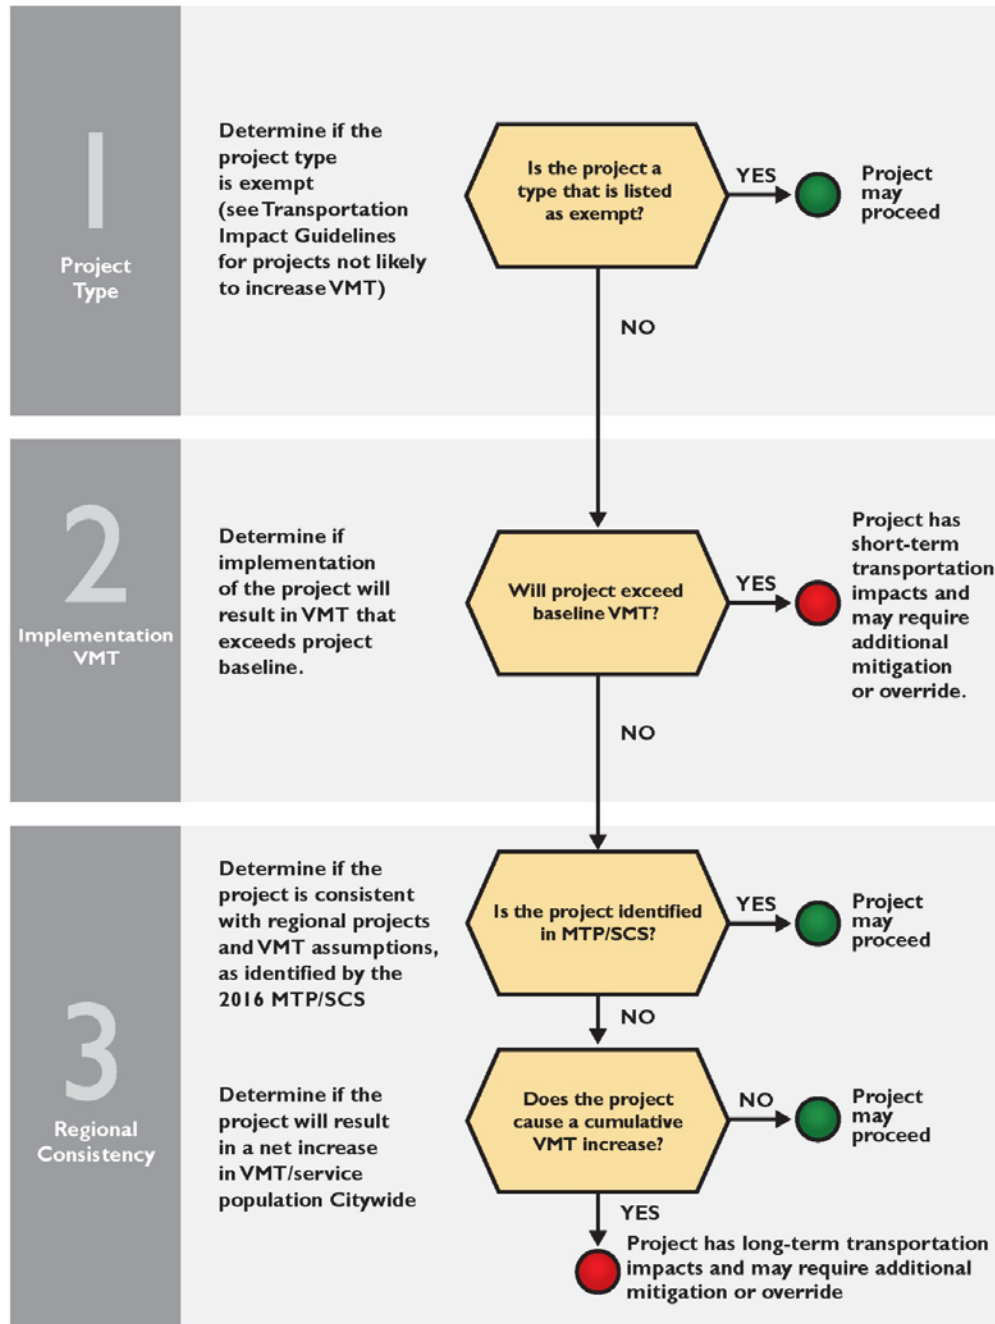 1
Project
Type
Determine if the
project type
is exempt
(see Transportation
Impact Guidelines
for projects not likely
to increase VMT)
Is the project a
type that is listed
as exempt?
YES
Project
may
proceed
NO
2
Implementation
VMT
Determine if
implementation
of the project will
result in VMT that
exceeds project
baseline.
Will project exceed
baseline VMT?
YES
Project has
short-term
transportation
impacts and
may require
additional
mitigation
or override.
NO
3
Regional
Consistency
Determine if the
project is consistent
with regional projects
and VMT assumptions,
as identified by the
2016 MTP/SCS
Is the project identified
in MTP/SCS?
YES
Project
may
proceed
NO
Determine if the
project will result
in a net increase
in VMT/service
population Citywide
Does the project
cause a cumulative
VMT increase?
NO
Project
may
proceed
YES
Project has long-term transportation
impacts and may require additional
mitigation or override